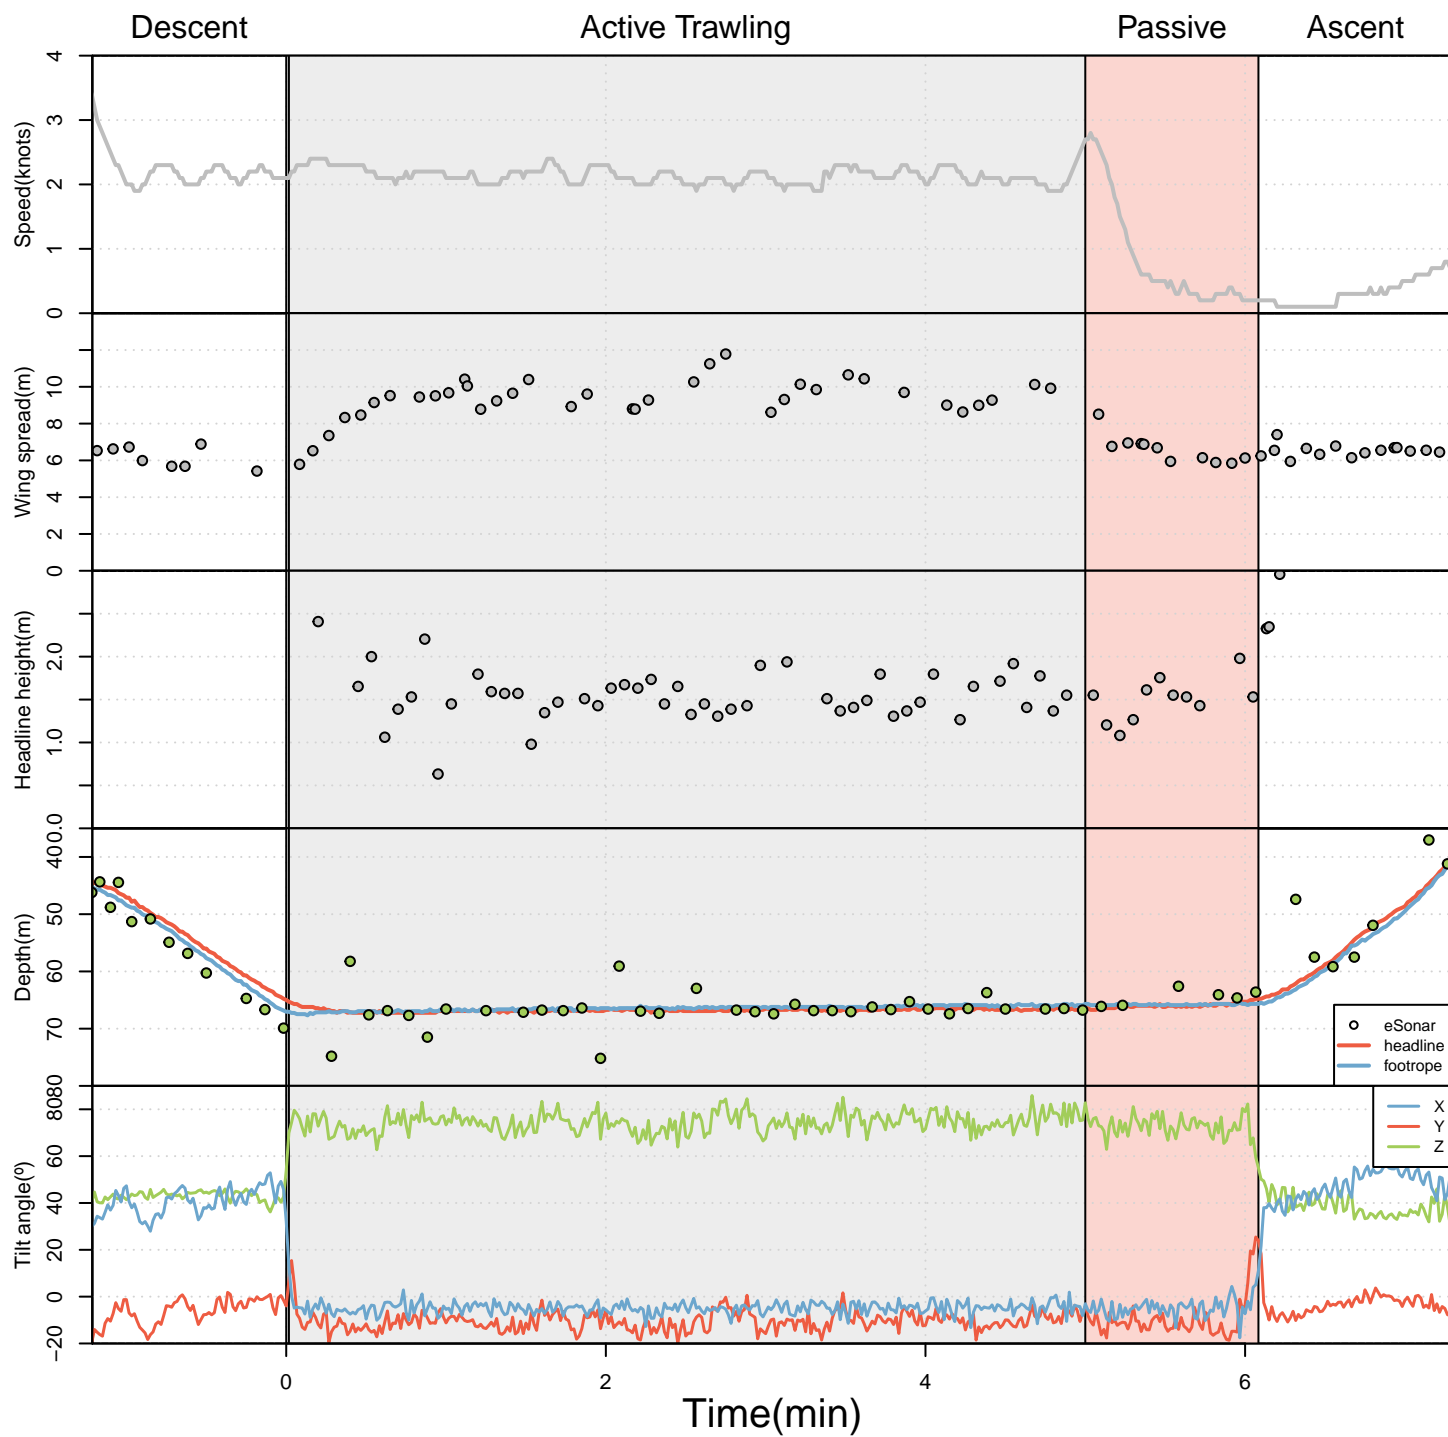 Descent Active Trawling Passive Ascent
Speed(knots)
4
3
2
1
0
Wing spread(m)
10
8
6
4
2
0
Headline height(m)
2.0
1.0
0.0
Depth(m)
40
50
60
70
80
eSonar
headline
footrope
Tilt angle(º)
80
60
40
20
0
−20
X
Y
Z
0 2 4 6
Time(min)